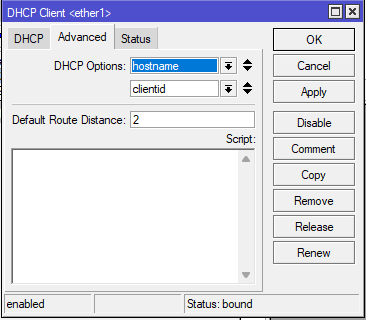 DHCP Client <ether1>
DHCP Advanced Status
DHCP Options: hostname
clientid
Default Route Distance: 2
Script:
OK
Cancel
Apply
Disable
Comment
Copy
Remove
Release
Renew
enabled Status: bound